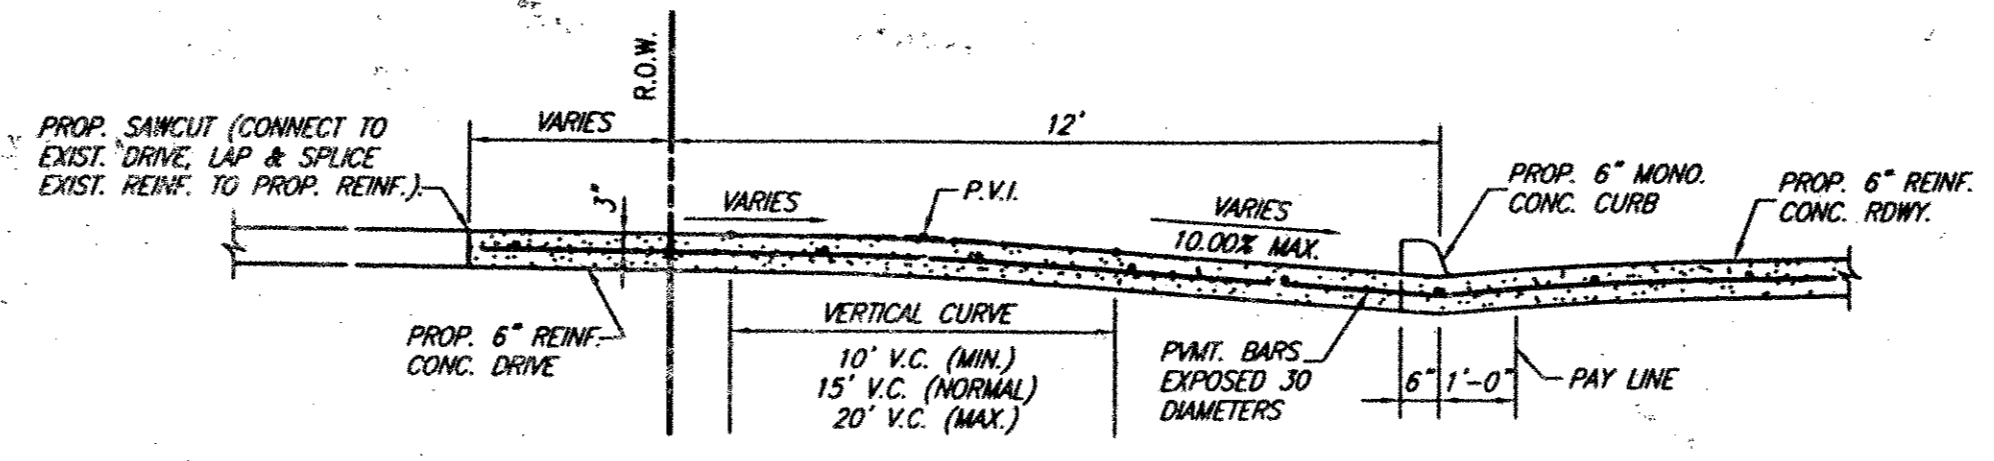 R.O.W.
PROP. SAWCUT (CONNECT TO
EXIST. DRIVE, LAP & SPLICE
EXIST. REINF. TO PROP. REINF.)
VARIES
12'
3"
VARIES
P.V.I.
VARIES
10.00% MAX.
PROP. 6" MONO.
CONC. CURB
PROP. 6" REINF.
CONC. RDWY.
PROP. 6" REINF.
CONC. DRIVE
VERTICAL CURVE
10' V.C. (MIN.)
15' V.C. (NORMAL)
20' V.C. (MAX.)
PVMT. BARS
EXPOSED 30
DIAMETERS
6"
1'-0"
PAY LINE